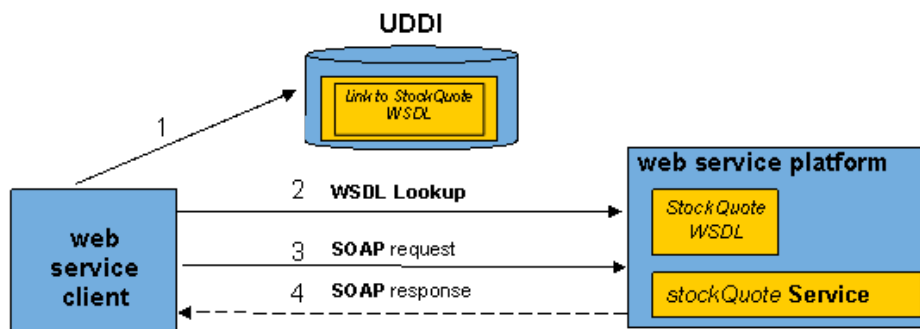 UDDI
Link to StockQuote
WSDL
1
web service platform
2 WSDL Lookup
StockQuote
WSDL
web
service
client
3 SOAP request
4 SOAP response
stockQuote Service